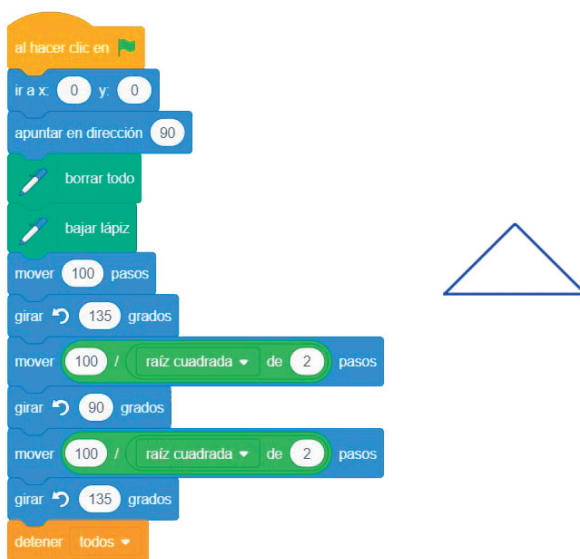 al hacer clic en
ir a x: 0 y: 0
apuntar en dirección 90
borrar todo
bajar lápiz
mover 100 pasos
girar 135 grados
mover 100 / raíz cuadrada de 2 pasos
girar 90 grados
mover 100 / raíz cuadrada de 2 pasos
girar 135 grados
detener todos